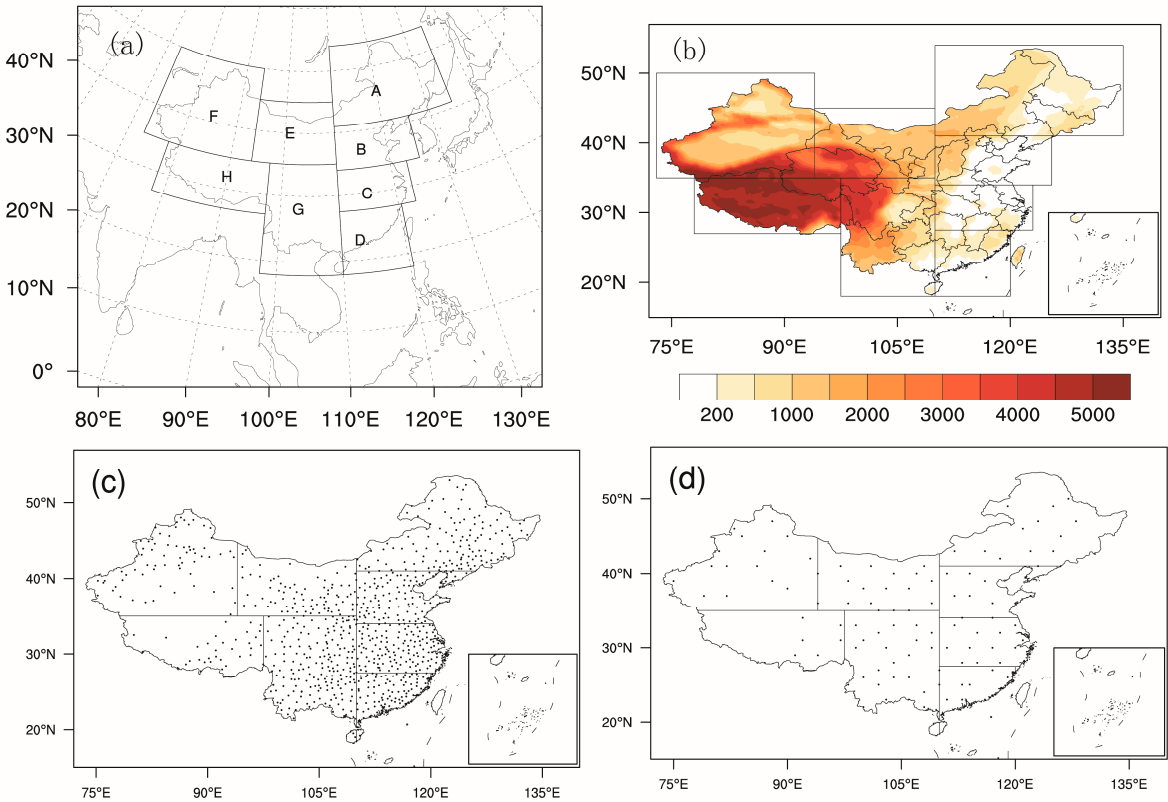 (a)
40°N
30°N
20°N
10°N
0°
A
F
E
B
H
C
G
D
80°E 90°E 100°E 110°E 120°E 130°E
(b)
50°N
40°N
30°N
20°N
75°E 90°E 105°E 120°E 135°E
200 1000 2000 3000 4000 5000
(c)
50°N
40°N
30°N
20°N
75°E 90°E 105°E 120°E 135°E
(d)
50°N
40°N
30°N
20°N
75°E 90°E 105°E 120°E 135°E